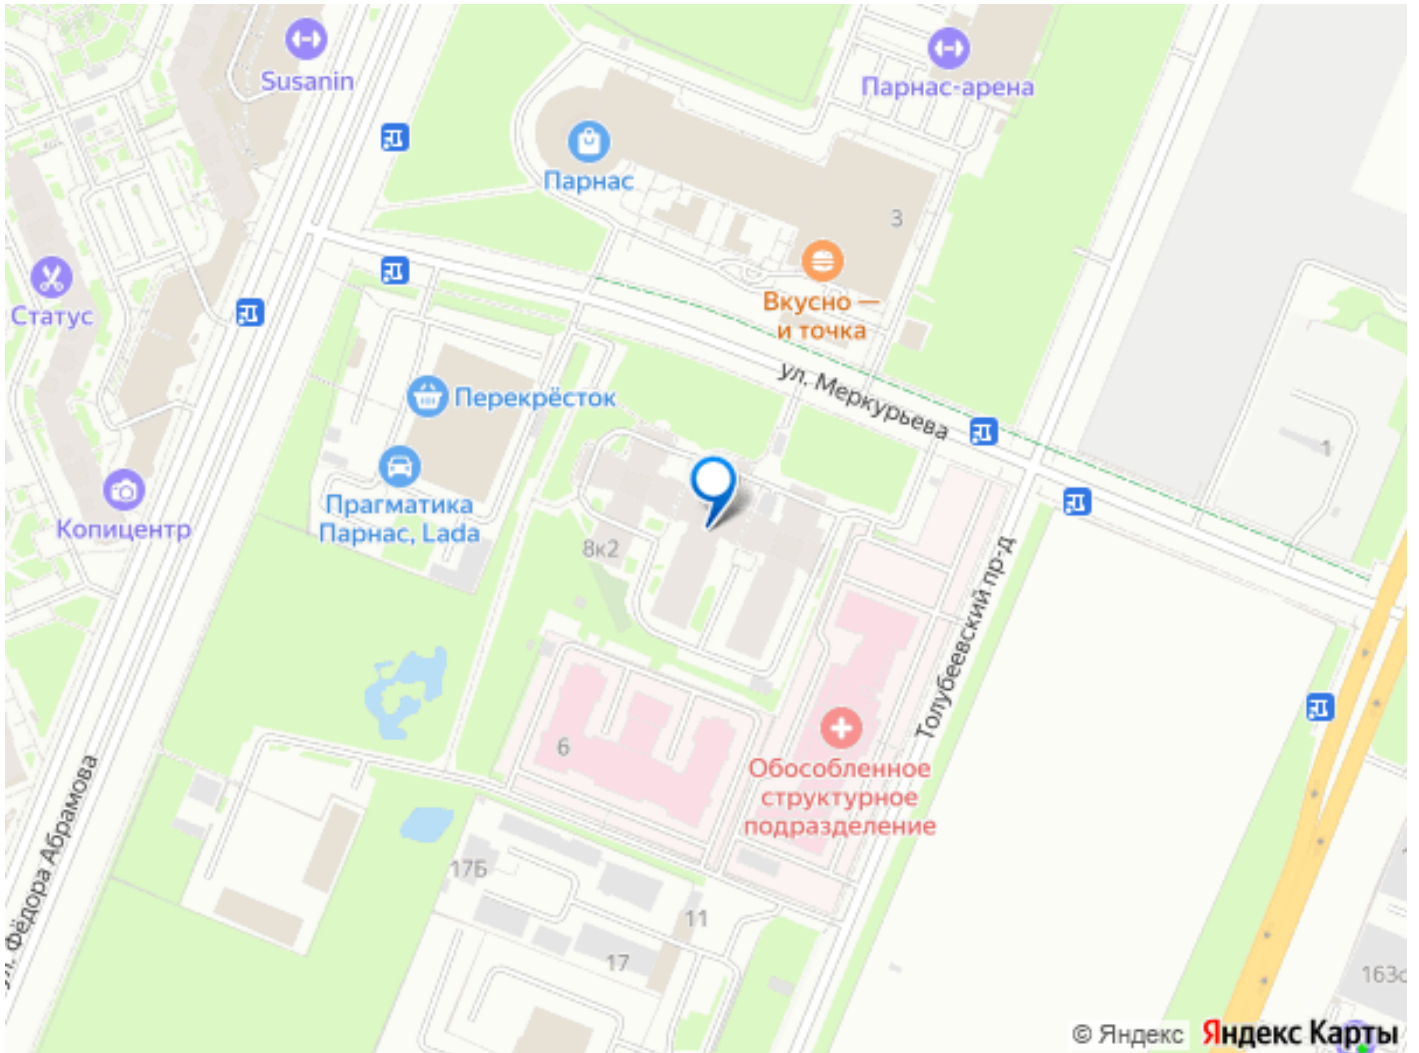 Susanin
Парнас-арена
Парнас
3
Статус
Вкусно —
и точка
ул. Меркурьева
Перекрёсток
1
Прагматика
Парнас, Lada
Копицентр
8к2
Толубеевский пр-д
6
Обособленное
структурное
подразделение
ул. Фёдора Абрамова
17Б
11
17
© Яндекс Яндекс Карты